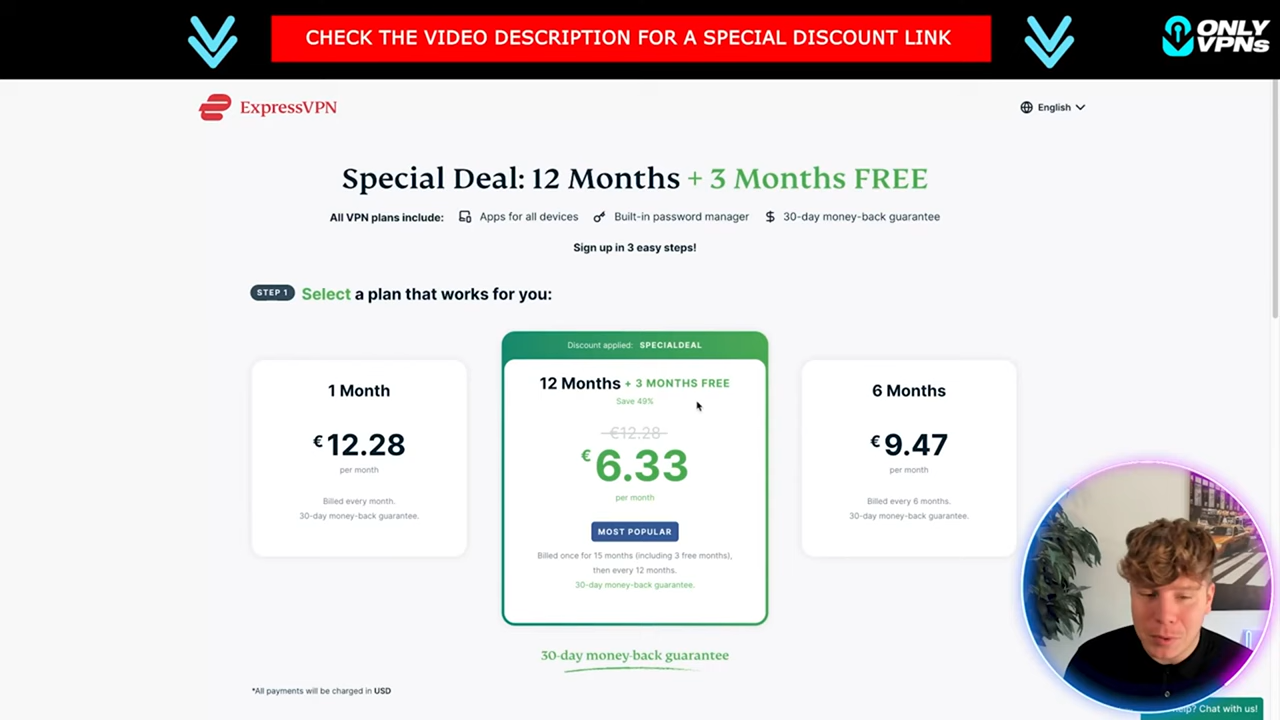 CHECK THE VIDEO DESCRIPTION FOR A SPECIAL DISCOUNT LINK
ONLY
VPNs
ExpressVPN
English
Special Deal: 12 Months + 3 Months FREE
All VPN plans include: Apps for all devices Built-in password manager $ 30-day money-back guarantee
Sign up in 3 easy steps!
STEP 1 Select a plan that works for you:
Discount applied: SPECIALDEAL
1 Month
€12.28
per month
Billed every month.
30-day money-back guarantee.
12 Months + 3 MONTHS FREE
Save 49%
€12.28
€6.33
per month
MOST POPULAR
Billed once for 15 months (including 3 free months),
then every 12 months.
30-day money-back guarantee.
6 Months
€9.47
per month
Billed every 6 months.
30-day money-back guarantee.
30-day money-back guarantee
*All payments will be charged in USD
help? Chat with us!